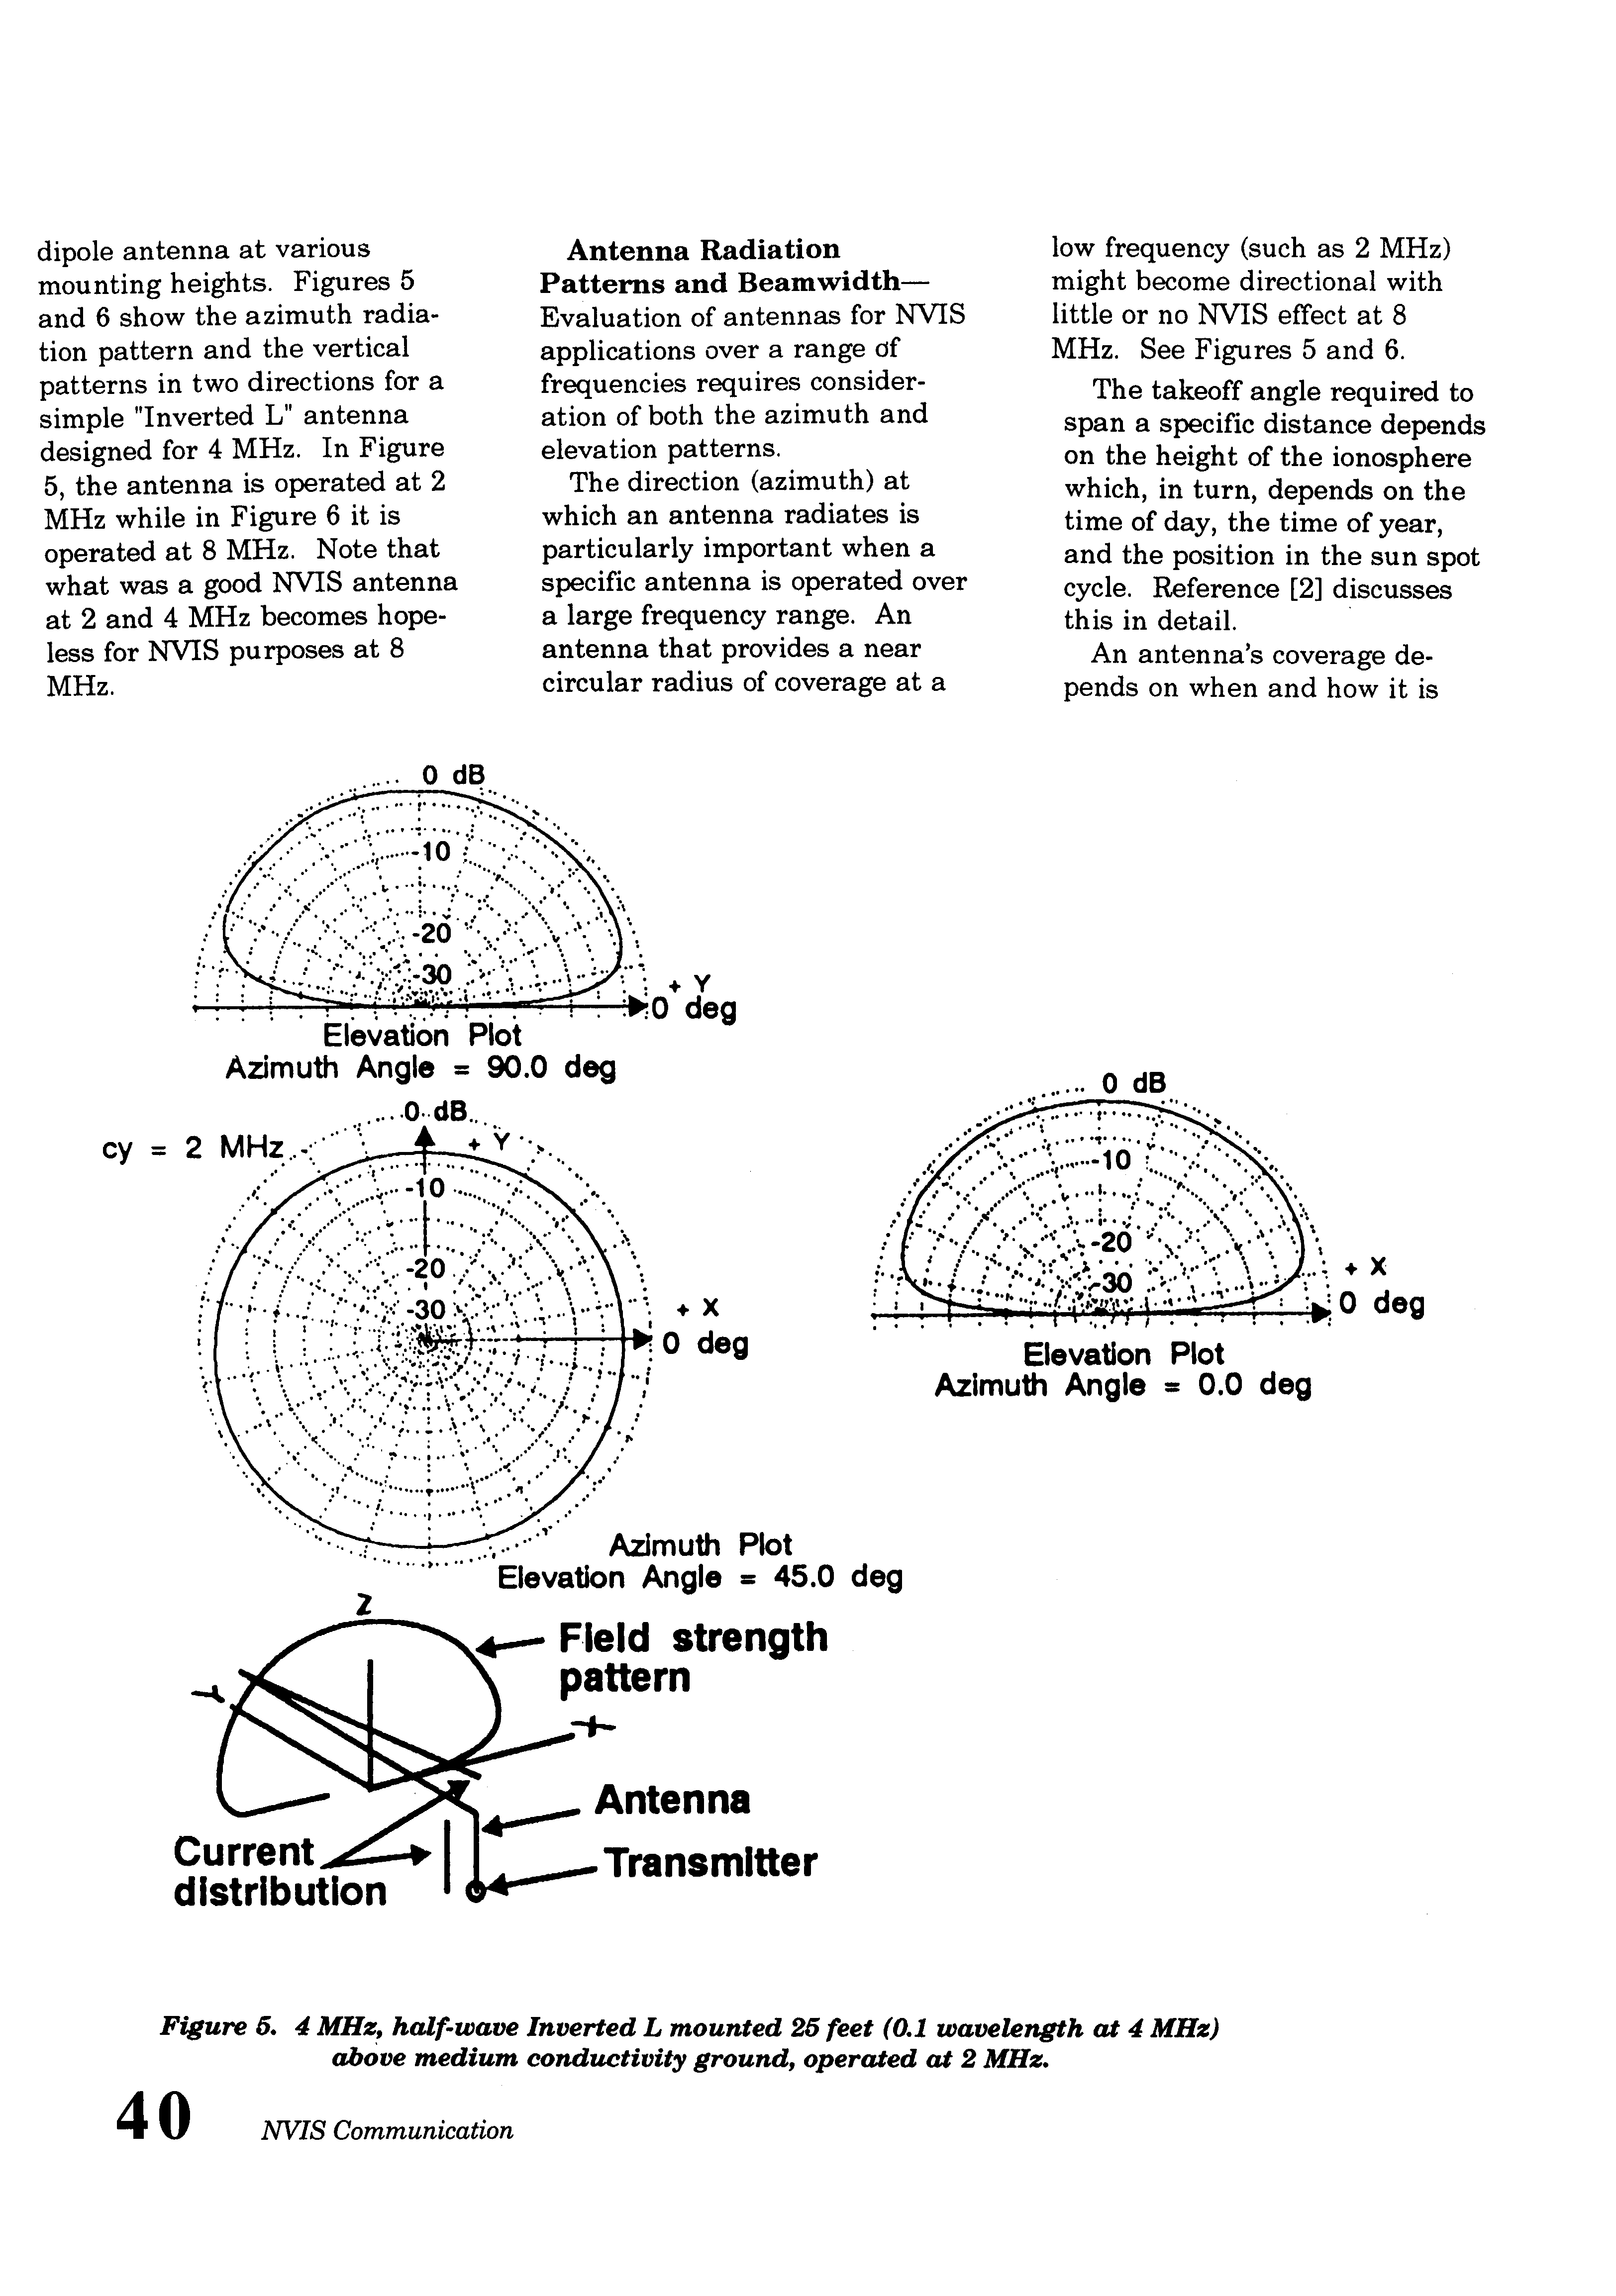 dipole antenna at various
mounting heights. Figures 5
and 6 show the azimuth radia-
tion pattern and the vertical
patterns in two directions for a
simple "Inverted L" antenna
designed for 4 MHz. In Figure
5, the antenna is operated at 2
MHz while in Figure 6 it is
operated at 8 MHz. Note that
what was a good NVIS antenna
at 2 and 4 MHz becomes hope-
less for NVIS purposes at 8
MHz.
Antenna Radiation
Patterns and Beamwidth—
Evaluation of antennas for NVIS
applications over a range of
frequencies requires consider-
ation of both the azimuth and
elevation patterns.
The direction (azimuth) at
which an antenna radiates is
particularly important when a
specific antenna is operated over
a large frequency range. An
antenna that provides a near
circular radius of coverage at a
low frequency (such as 2 MHz)
might become directional with
little or no NVIS effect at 8
MHz. See Figures 5 and 6.
The takeoff angle required to
span a specific distance depends
on the height of the ionosphere
which, in turn, depends on the
time of day, the time of year,
and the position in the sun spot
cycle. Reference [2] discusses
this in detail.
An antenna's coverage de-
pends on when and how it is
0 dB
-10
-20
-30
+ Y
0 deg
Elevation Plot
Azimuth Angle = 90.0 deg
0 dB
cy = 2 MHz
+ Y
-10
-20
-30
+ X
0 deg
Azimuth Plot
Elevation Angle = 45.0 deg
0 dB
-10
-20
-30
+ X
0 deg
Elevation Plot
Azimuth Angle = 0.0 deg
Z
Field strength
pattern
Y
X
Antenna
Current
distribution
Transmitter
Figure 5. 4 MHz, half-wave Inverted L mounted 25 feet (0.1 wavelength at 4 MHz)
above medium conductivity ground, operated at 2 MHz.
40
NVIS Communication